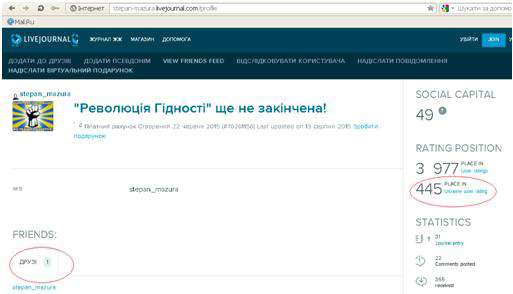 Інтернет stepan-mazura.livejournal.com/profile Шукати за допомо
@Mail.Ru
LIVEJOURNAL ЖУРНАЛ ЖЖ МАГАЗИН ДОПОМОГА УВІЙТИ JOIN
ДОДАТИ ДО ДРУЗІВ ДОДАТИ ПСЕВДОНІМ VIEW FRIENDS FEED ВІДСЛІДКОВУВАТИ КОРИСТУВАЧА НАДІСЛАТИ ПОВІДОМЛЕННЯ
НАДІСЛАТИ ВІРТУАЛЬНИЙ ПОДАРУНОК
stepan_mazura
"Революція Гідності" ще не закінчена!
Платний рахунок Створений 22 червня 2015 Last updated on 19 серпня 2015 Зробити
подарунок
stepan_mazura
FRIENDS:
ДРУЗІ 1
stepan_mazura
SOCIAL CAPITAL
49
RATING POSITION
3 977 PLACE IN
User ratings
445 PLACE IN
Ukraine user rating
STATISTICS
31
Journal entry
22
Comments posted
266
received